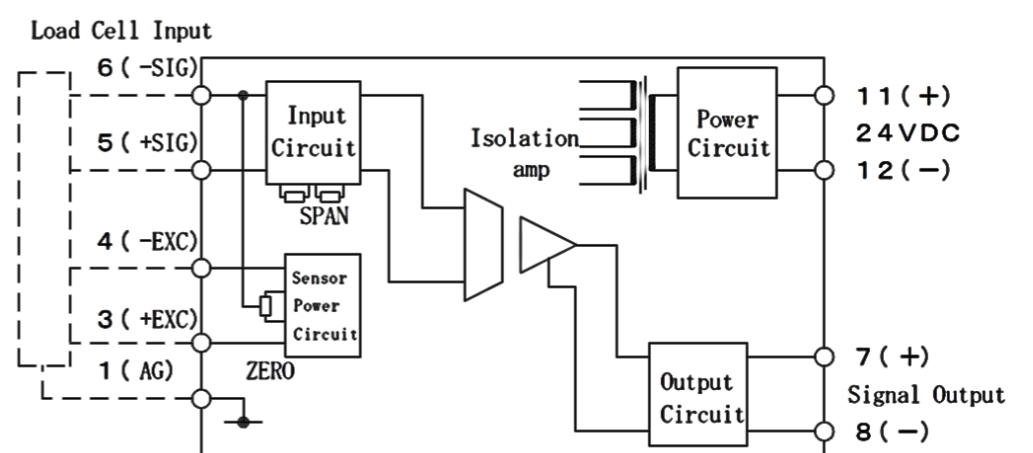 Load Cell Input
6 ( -SIG)
Input
Circuit
5 ( +SIG)
SPAN
4 ( -EXC)
Sensor
Power
Circuit
3 ( +EXC)
ZERO
1 ( AG)
Isolation
amp
Power
Circuit
11(+)
24VDC
12(-)
Output
Circuit
7(+)
Signal Output
8(-)